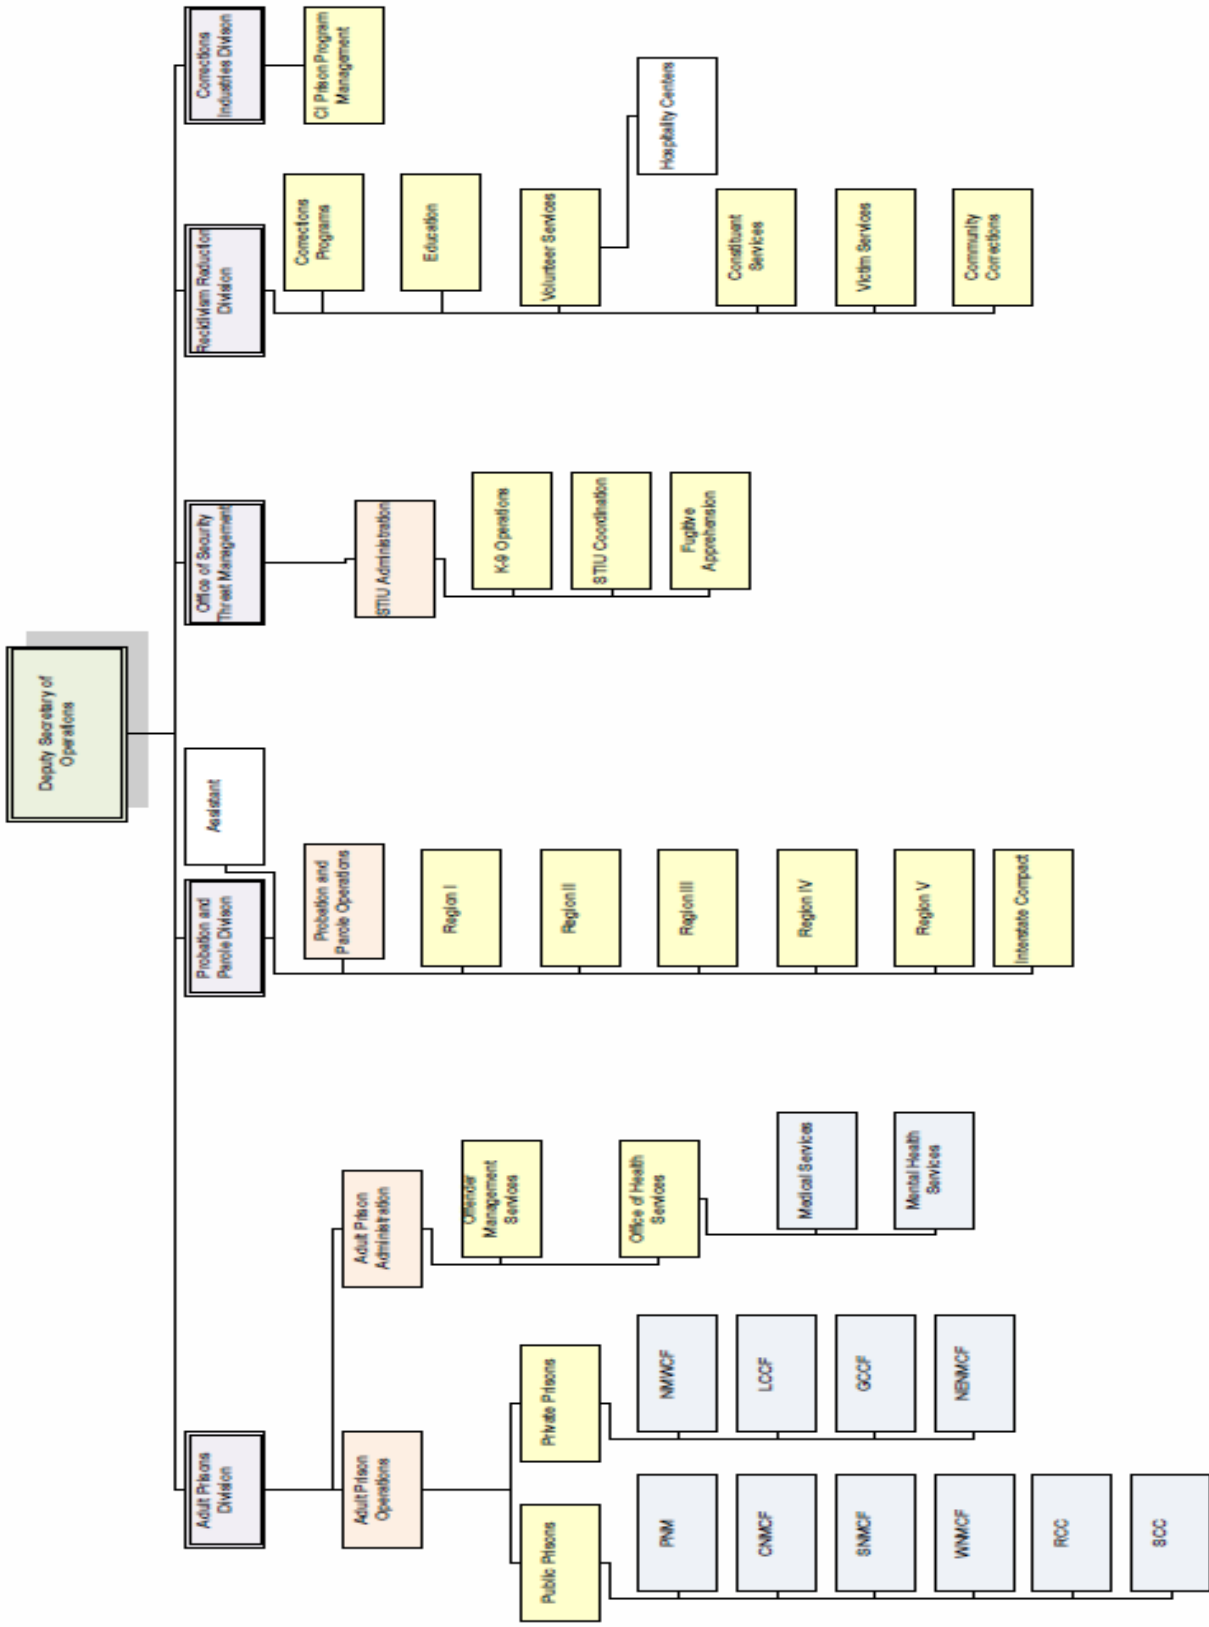 Deputy Secretary of
Operations
Adult Prisons
Division
Probation and
Parole Divison
Assistant
Office of Security
Threat Management
Recidivism Reduction
Division
Corrections
Industries Divison
Adult Prison
Operations
Adult Prison
Administration
Public Prisons
Private Prisons
PNM
CNMCF
SNMCF
WNMCF
RCC
SCC
NMWCF
LCCF
GCCF
NENMCF
Offender
Management
Services
Office of Health
Services
Medical Services
Mental Health
Services
Probation and
Parole Operations
Region I
Region II
Region III
Region IV
Region V
Interstate Compact
STIU Administration
K-9 Operations
STIU Coordination
Fugitive
Apprehension
Corrections
Programs
Education
Volunteer Services
Hospitality Centers
Constituent
Services
Victim Services
Community
Corrections
CI Prison Program
Management